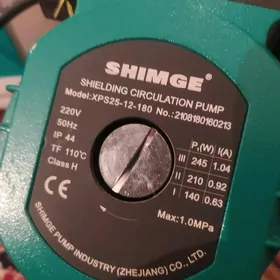 SHIMGE®
SHIELDING CIRCULATION PUMP
Model:XPS25-12-180 No.:2108180160213
220V
50Hz
IP 44
TF 110°C
Class H
P₁(W) I(A)
III 245 1.04
II 210 0.92
I 140 0.63
CE
Max:1.0MPa
SHIMGE PUMP INDUSTRY (ZHEJIANG) CO., LTD.